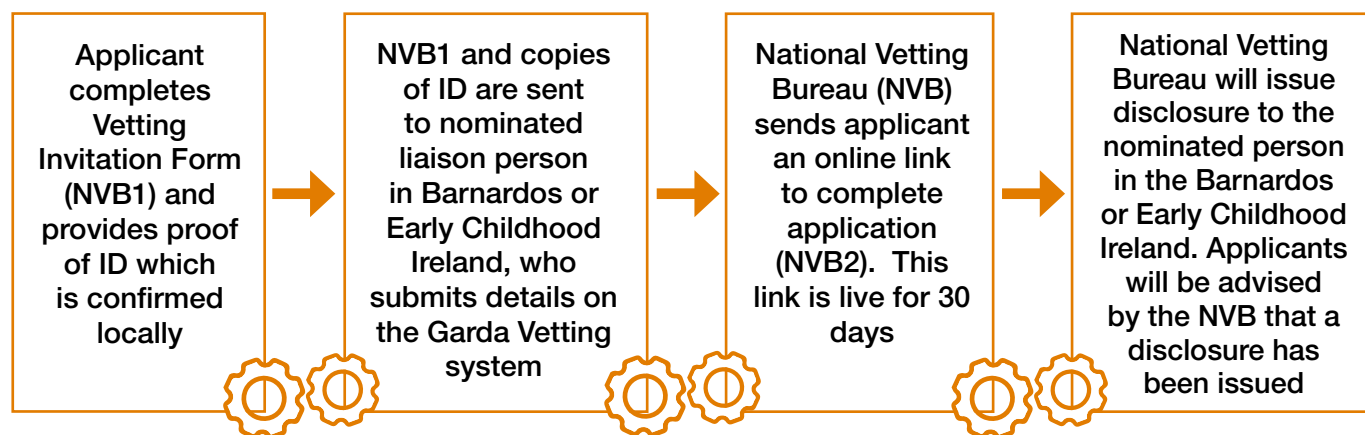 Applicant
completes
Vetting
Invitation Form
(NVB1) and
provides proof
of ID which
is confirmed
locally
NVB1 and copies
of ID are sent
to nominated
liaison person
in Barnardos or
Early Childhood
Ireland, who
submits details on
the Garda Vetting
system
National Vetting
Bureau (NVB)
sends applicant
an online link
to complete
application
(NVB2). This
link is live for 30
days
National Vetting
Bureau will issue
disclosure to the
nominated person
in the Barnardos
or Early Childhood
Ireland. Applicants
will be advised
by the NVB that a
disclosure has
been issued